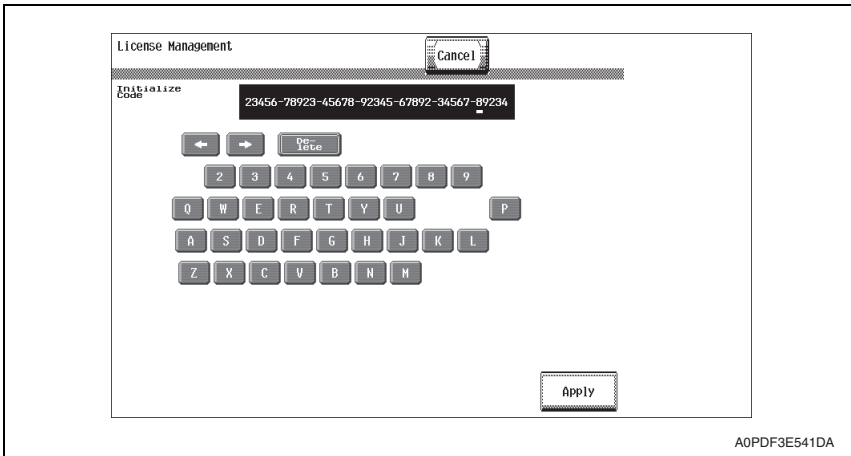 License Management
Cancel
Initialize
Code
23456-78923-45678-92345-67892-34567-89234
De-
lete
2 3 4 5 6 7 8 9
Q W E R T Y U P
A S D F G H J K L
Z X C V B N M
Apply
A0PDF3E541DA